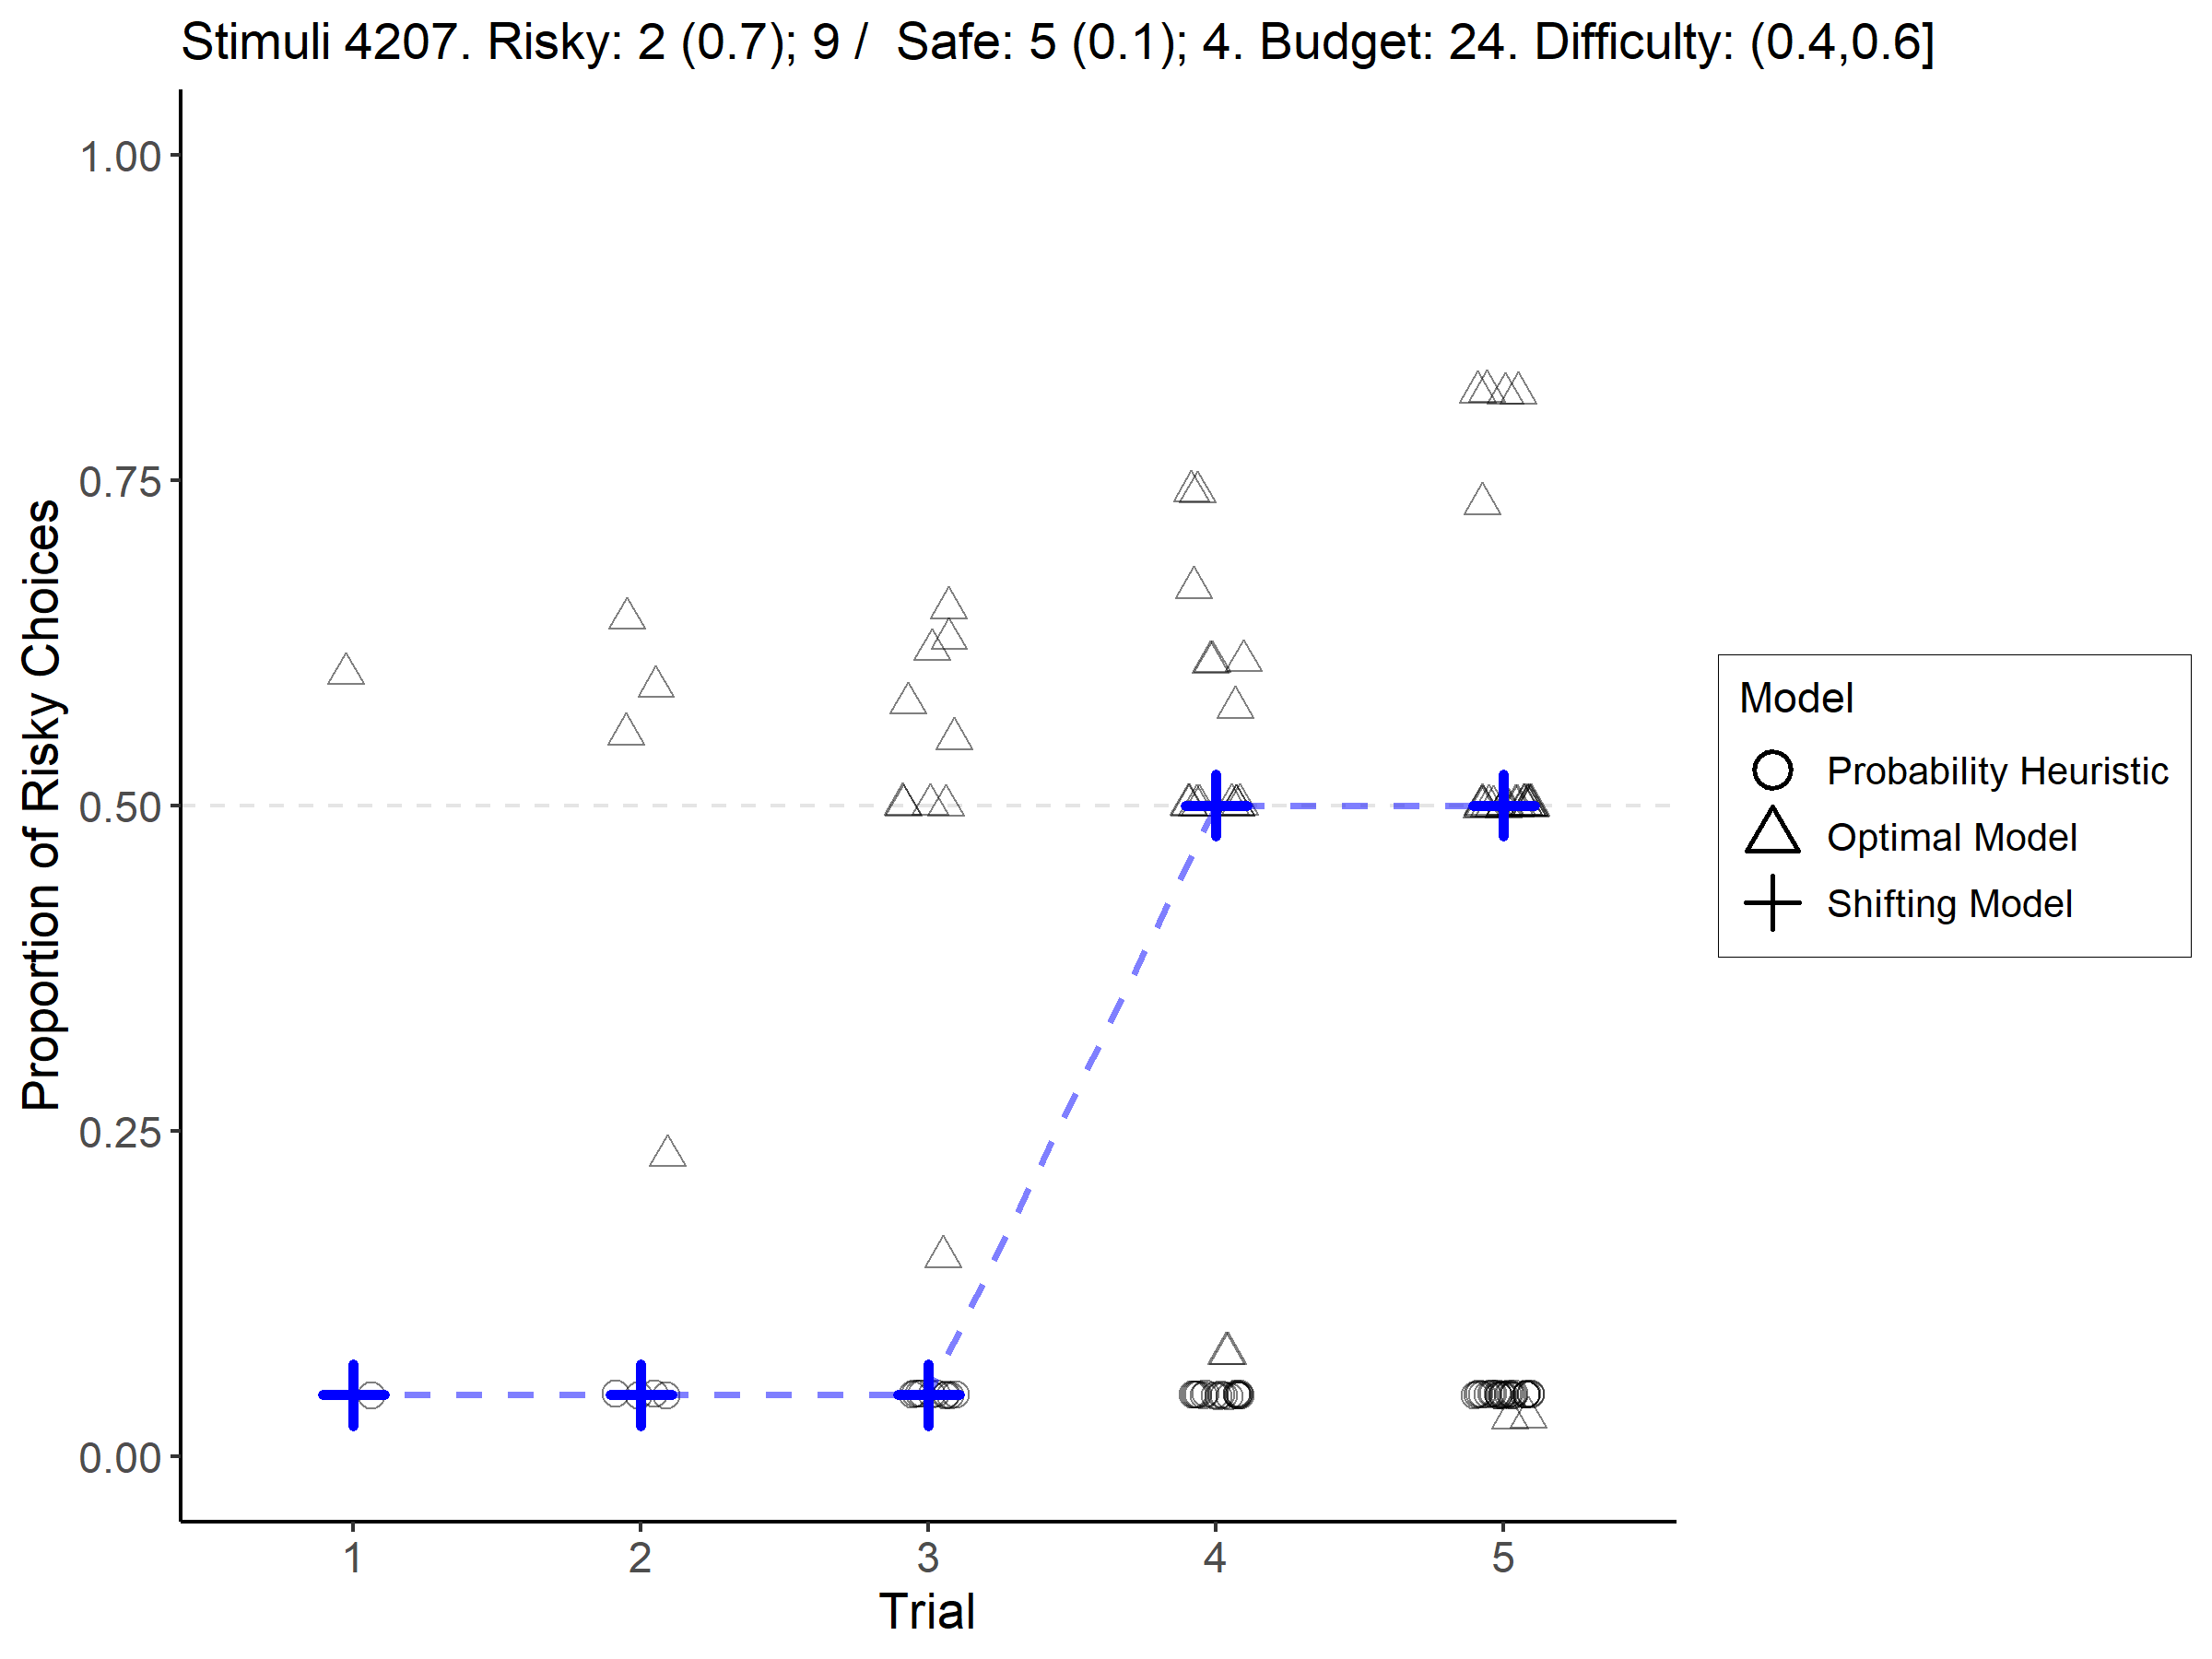 Stimuli 4207. Risky: 2 (0.7); 9 /  Safe: 5 (0.1); 4. Budget: 24. Difficulty: (0.4,0.6]
Proportion of Risky Choices
1.00
0.75
0.50
0.25
0.00
1 2 3 4 5
Trial
Model
Probability Heuristic
Optimal Model
Shifting Model